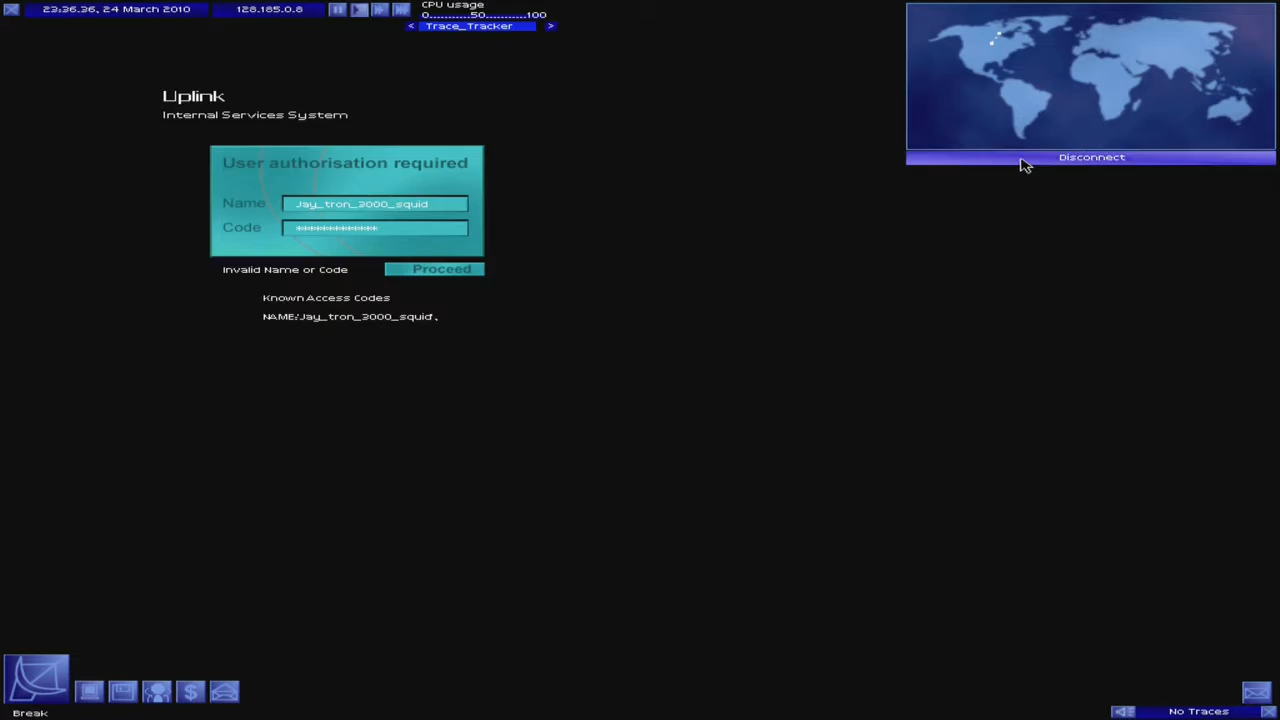 23:36.36, 24 March 2010
128.185.0.8
CPU usage
0...........50...........100
< Trace_Tracker >
Uplink
Internal Services System
User authorisation required
Name Jay_tron_3000_squid
Code ************
Invalid Name or Code
Proceed
Known Access Codes
NAME:'Jay_tron_3000_squid',
Disconnect
$
Break
No Traces